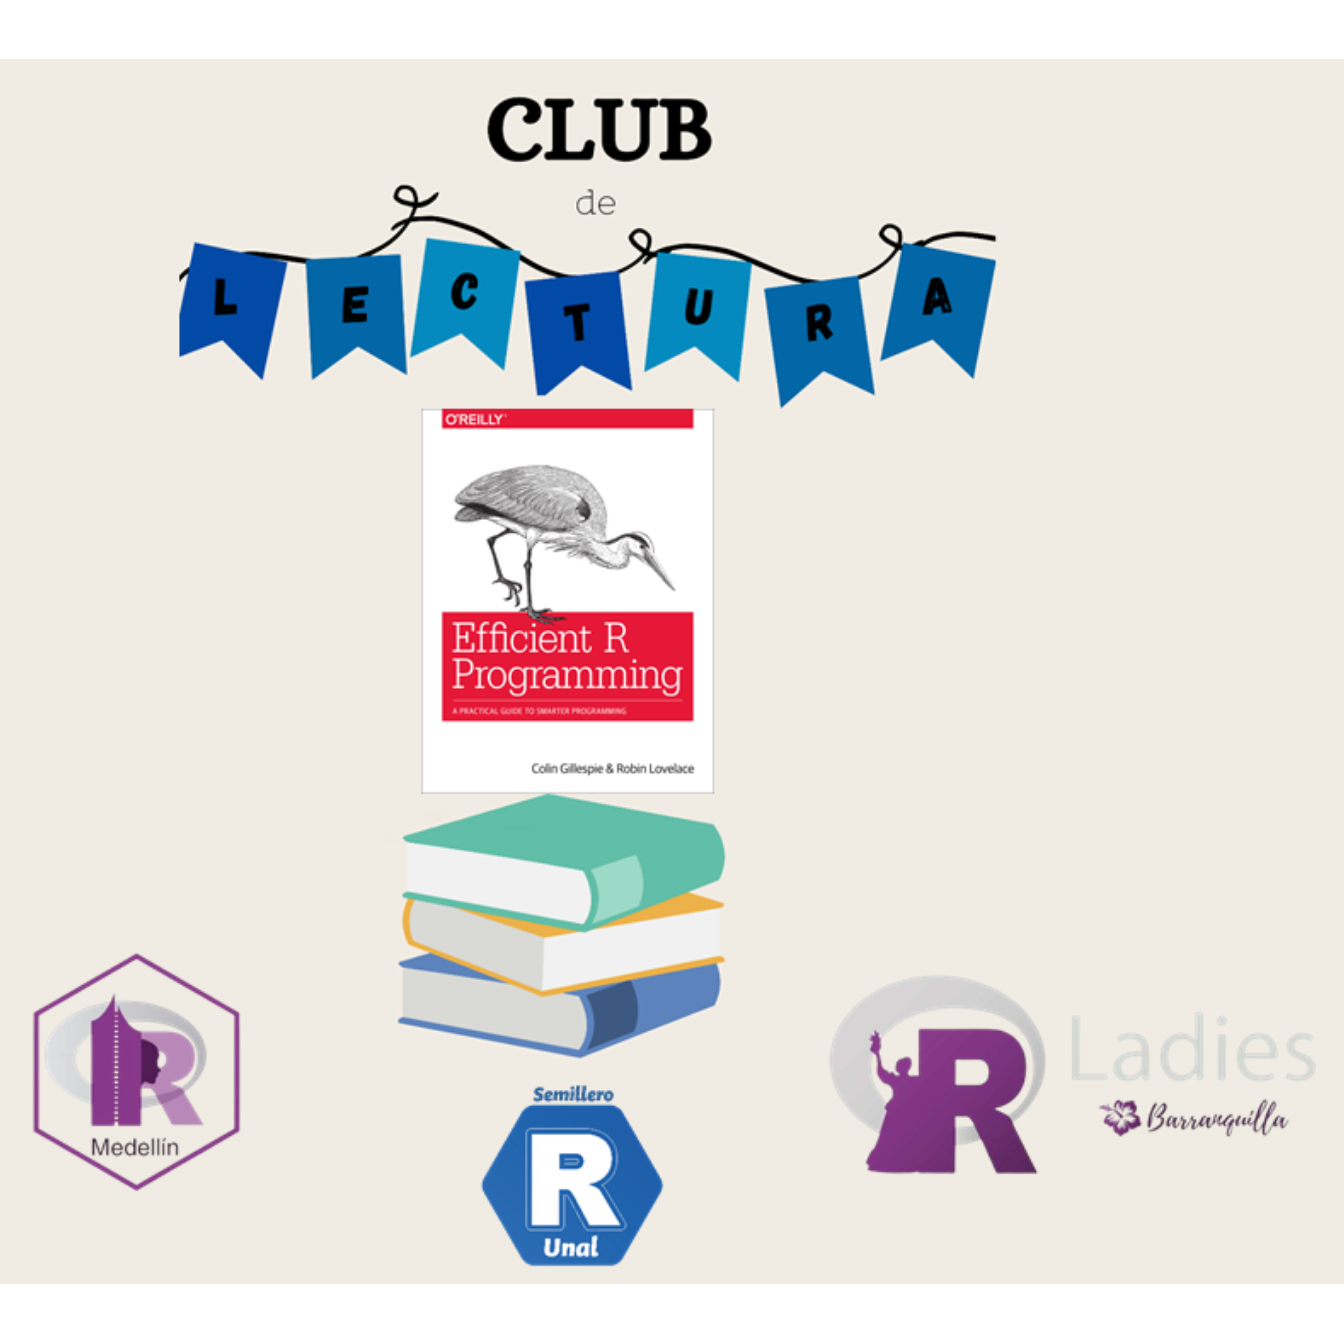 CLUB
de
LECTURA
O'REILLY
Efficient R
Programming
A PRACTICAL GUIDE TO SMARTER PROGRAMMING
Colin Gillespie & Robin Lovelace
R
Medellín
Semillero
R
Unal
R Ladies
Barranquilla